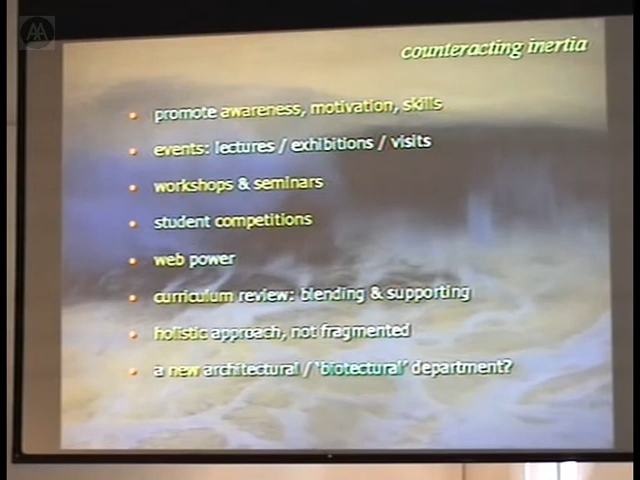 counteracting inertia
promote awareness, motivation, skills
events: lectures / exhibitions / visits
workshops & seminars
student competitions
web power
curriculum review: blending & supporting
holistic approach, not fragmented
a new architectural / 'biotectural' department?